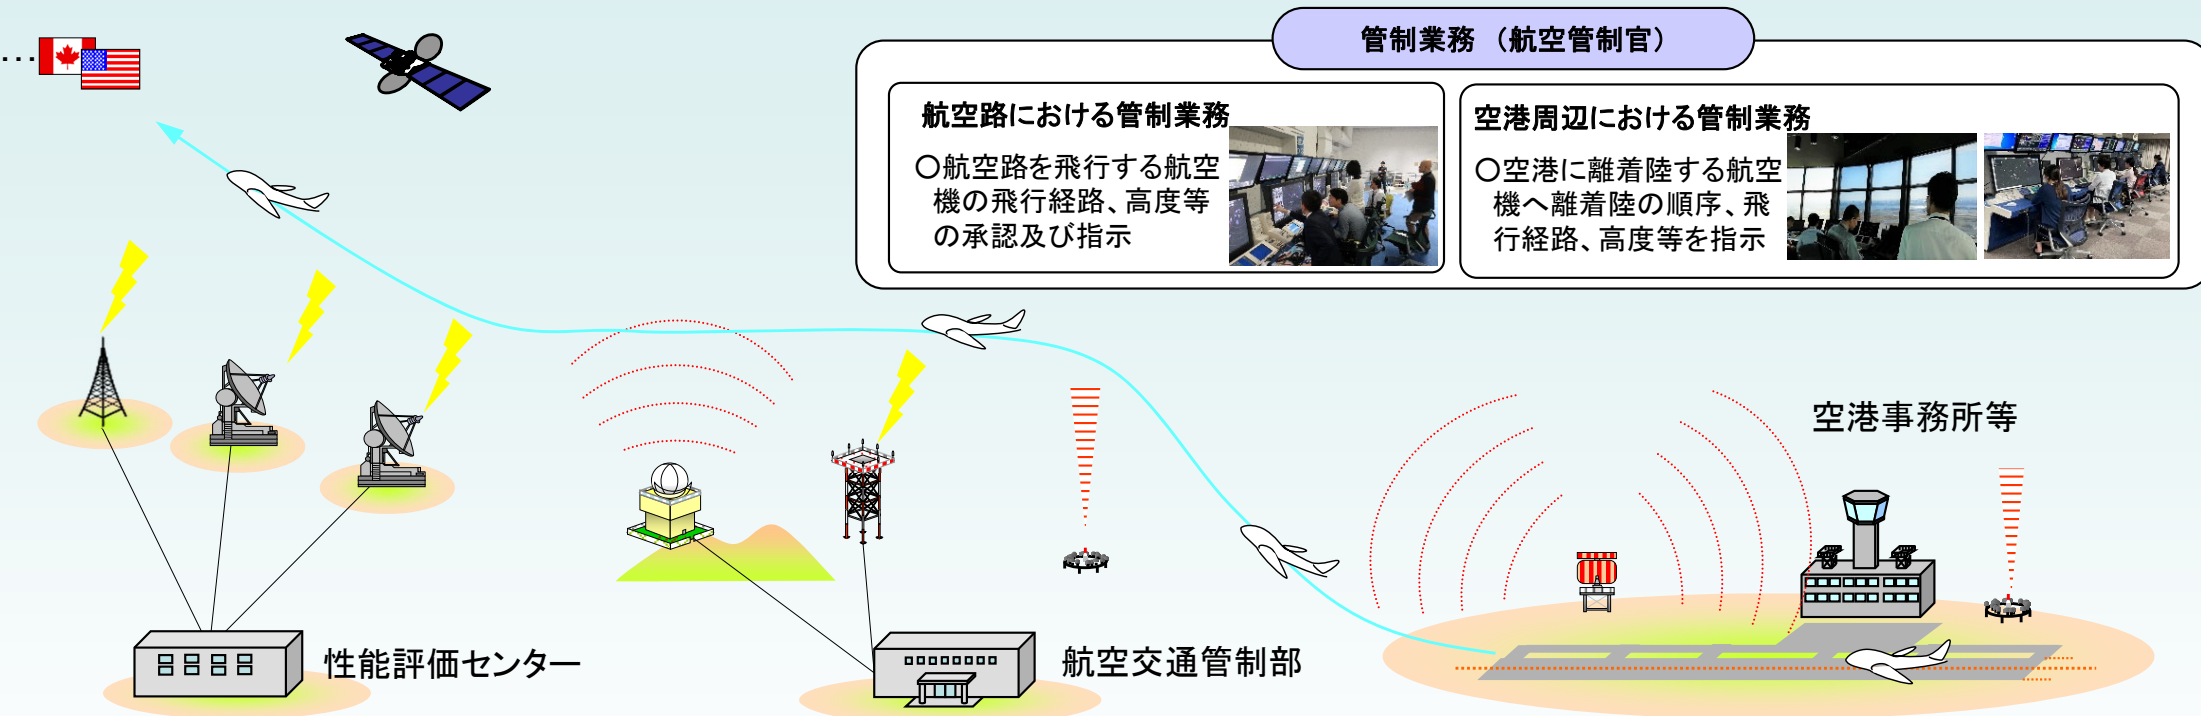 管制業務 （航空管制官）
…
航空路における管制業務
○航空路を飛行する航空
機の飛行経路、高度等
の承認及び指示
空港周辺における管制業務
○空港に離着陸する航空
機へ離着陸の順序、飛
行経路、高度等を指示
空港事務所等
性能評価センター
航空交通管制部